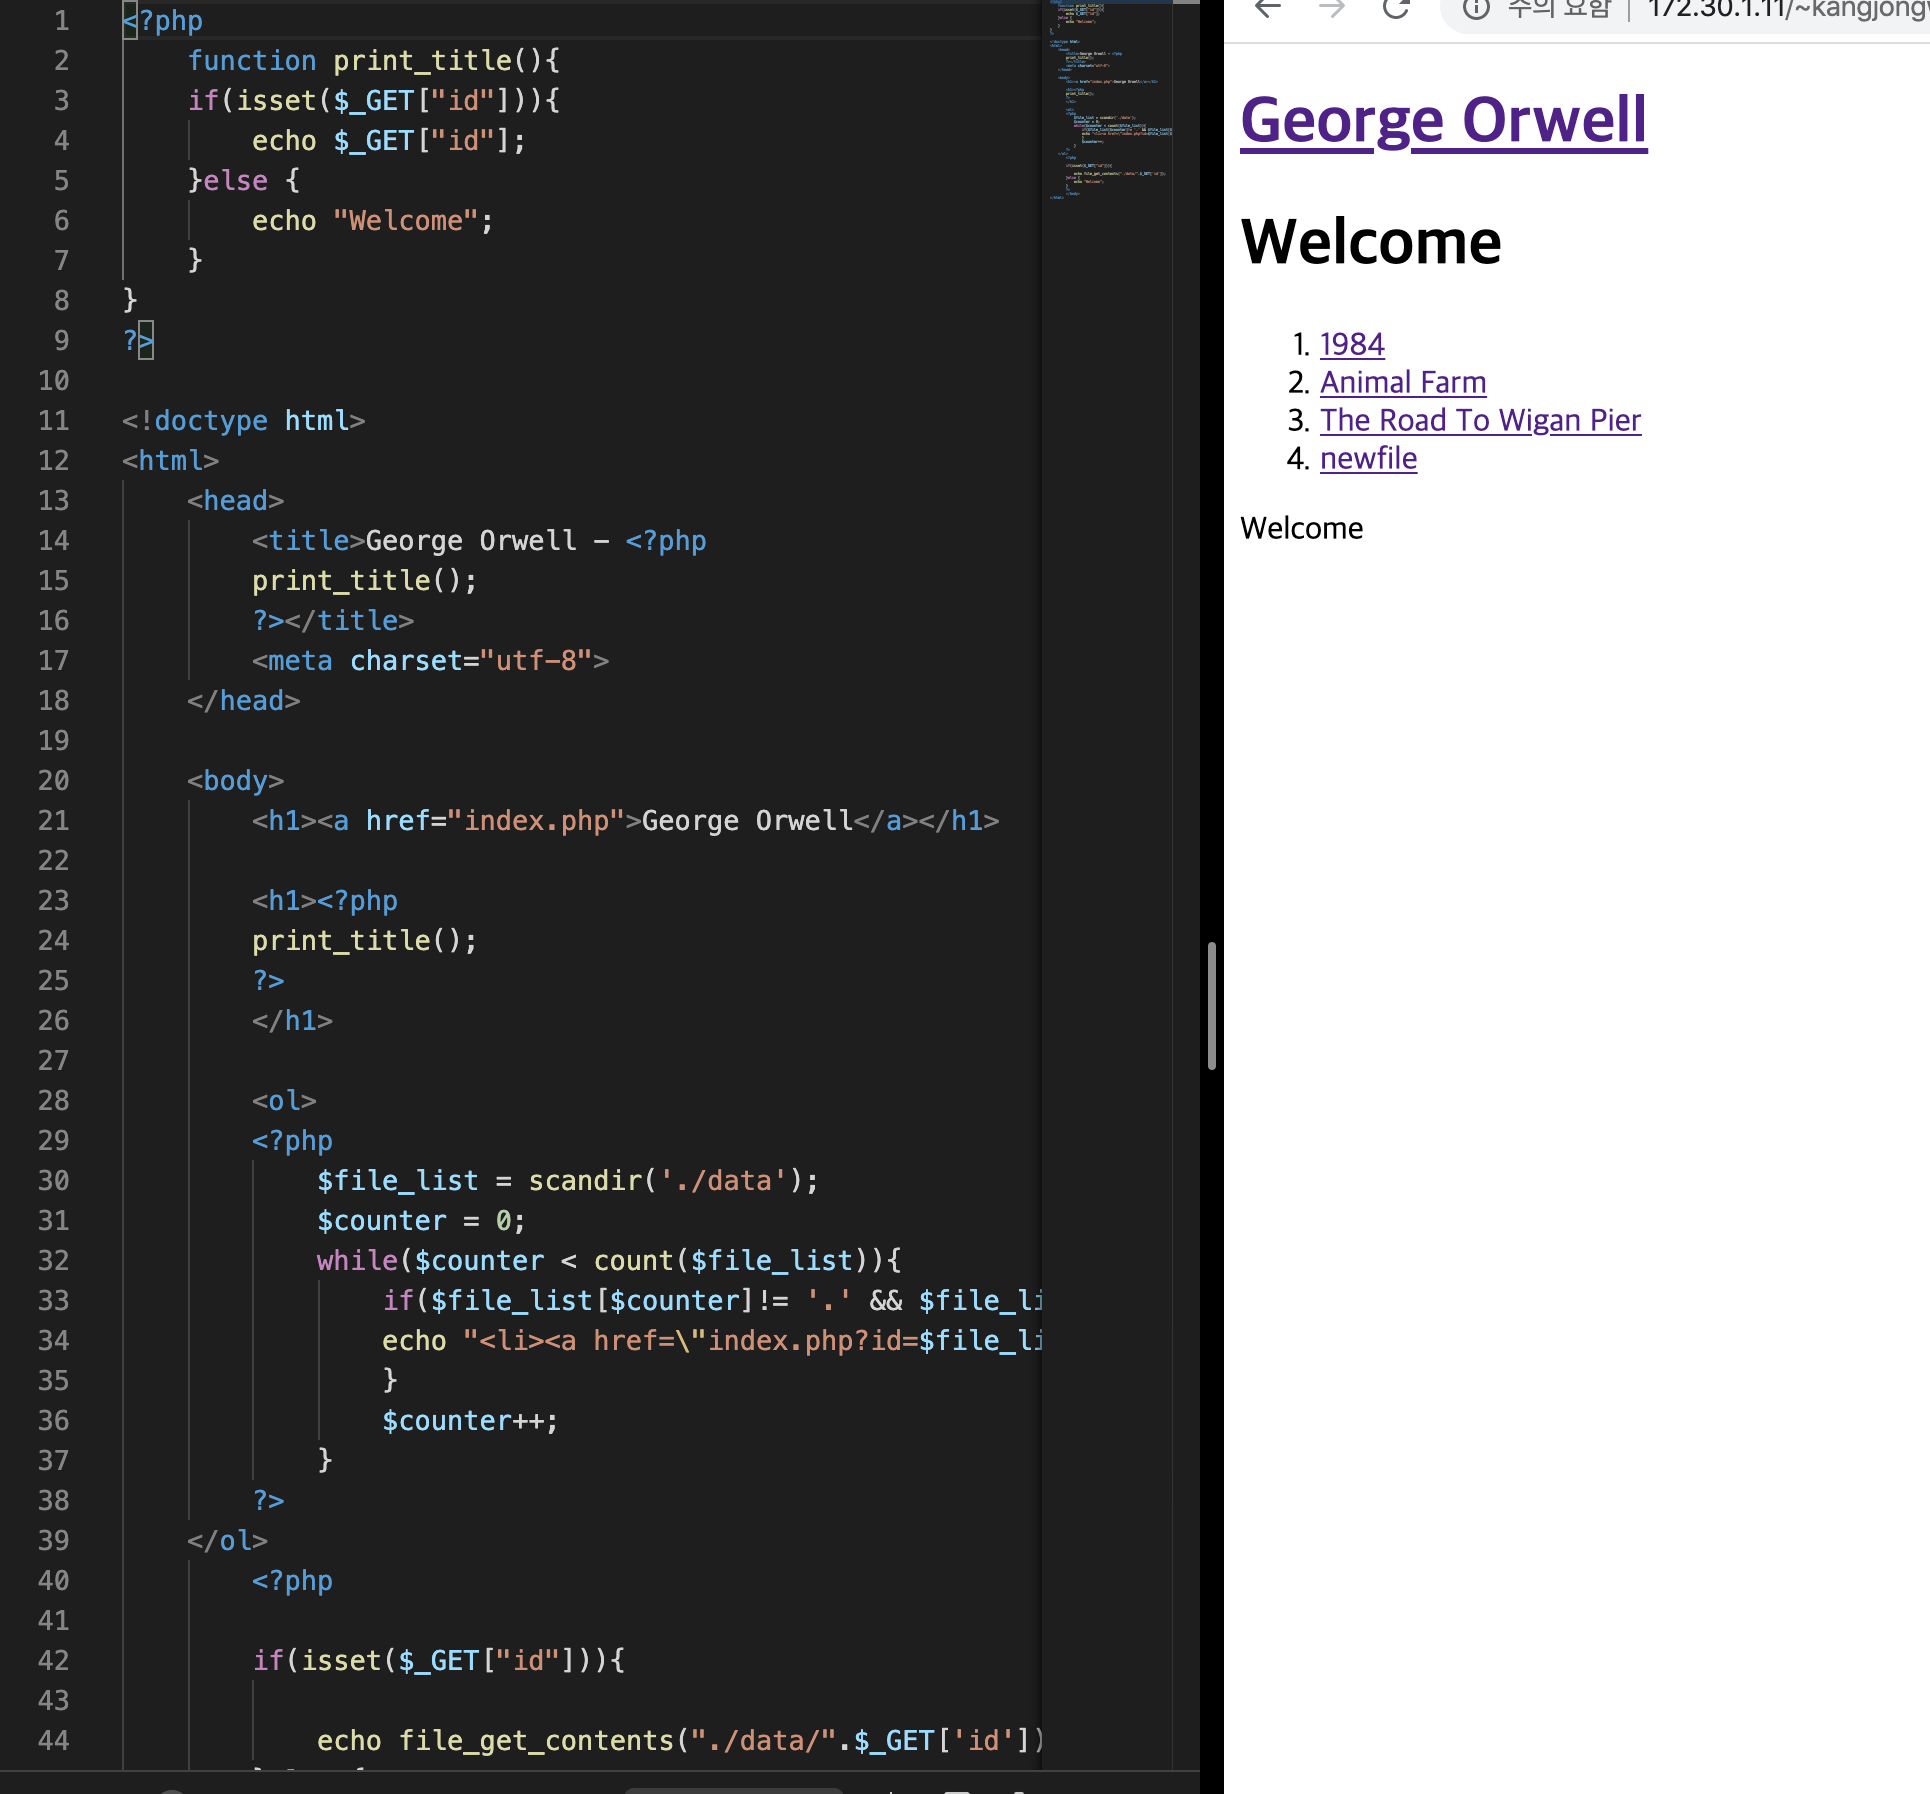 1 <?php
2 function print_title(){
3 if(isset($_GET["id"])){
4 echo $_GET["id"];
5 }else {
6 echo "Welcome";
7 }
8 }
9 ?>
10
11 <!doctype html>
12 <html>
13 <head>
14 <title>George Orwell - <?php
15 print_title();
16 ?></title>
17 <meta charset="utf-8">
18 </head>
19
20 <body>
21 <h1><a href="index.php">George Orwell</a></h1>
22
23 <h1><?php
24 print_title();
25 ?>
26 </h1>
27
28 <ol>
29 <?php
30 $file_list = scandir('./data');
31 $counter = 0;
32 while($counter < count($file_list)){
33 if($file_list[$counter]!= '.' && $file_li
34 echo "<li><a href=\"index.php?id=$file_li
35 }
36 $counter++;
37 }
38 ?>
39 </ol>
40 <?php
41
42 if(isset($_GET["id"])){
43
44 echo file_get_contents("./data/".$_GET['id'])
주의 요함 | 172.30.1.11/~kangjong
George Orwell
Welcome
1. 1984
2. Animal Farm
3. The Road To Wigan Pier
4. newfile
Welcome